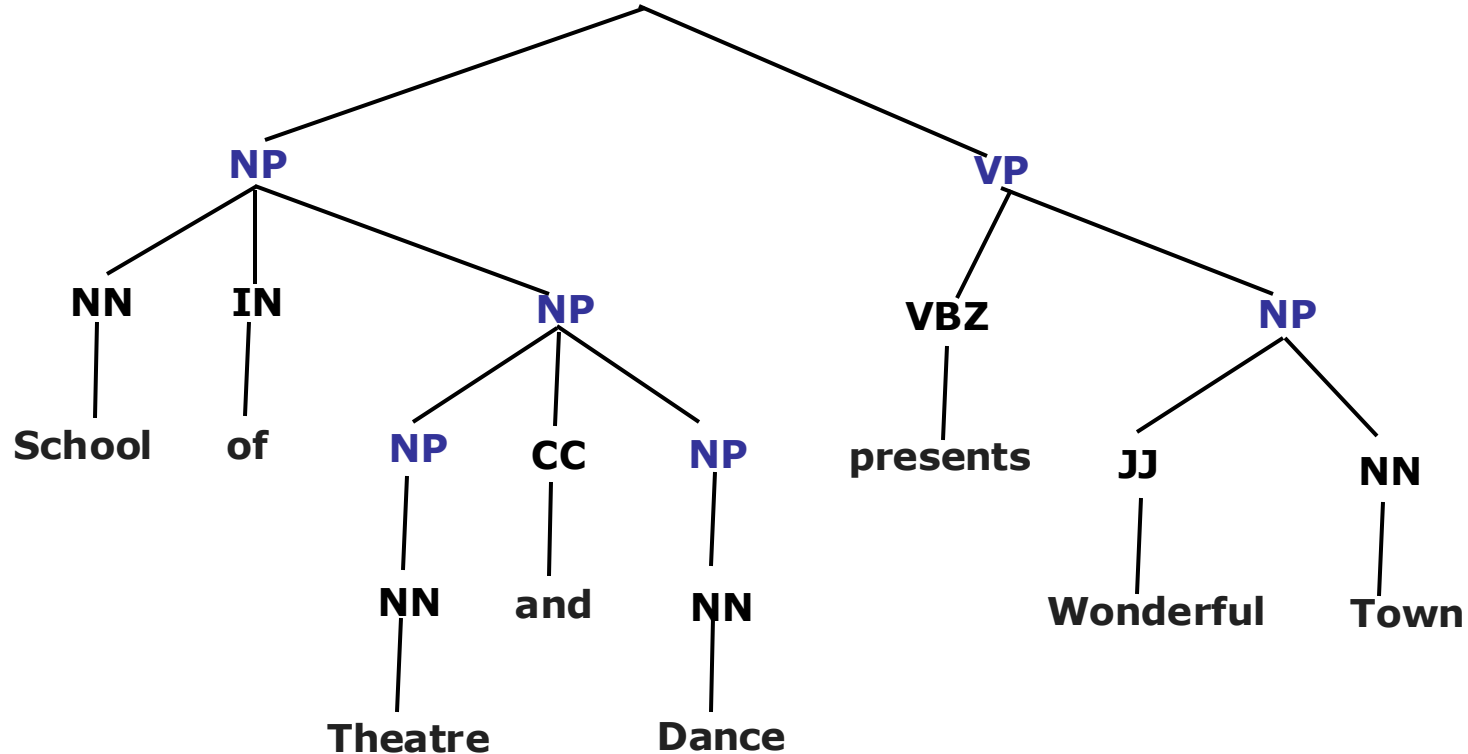 NP VP
NN IN NP VBZ NP
School of NP CC NP presents JJ NN
NN and NN Wonderful Town
Theatre Dance